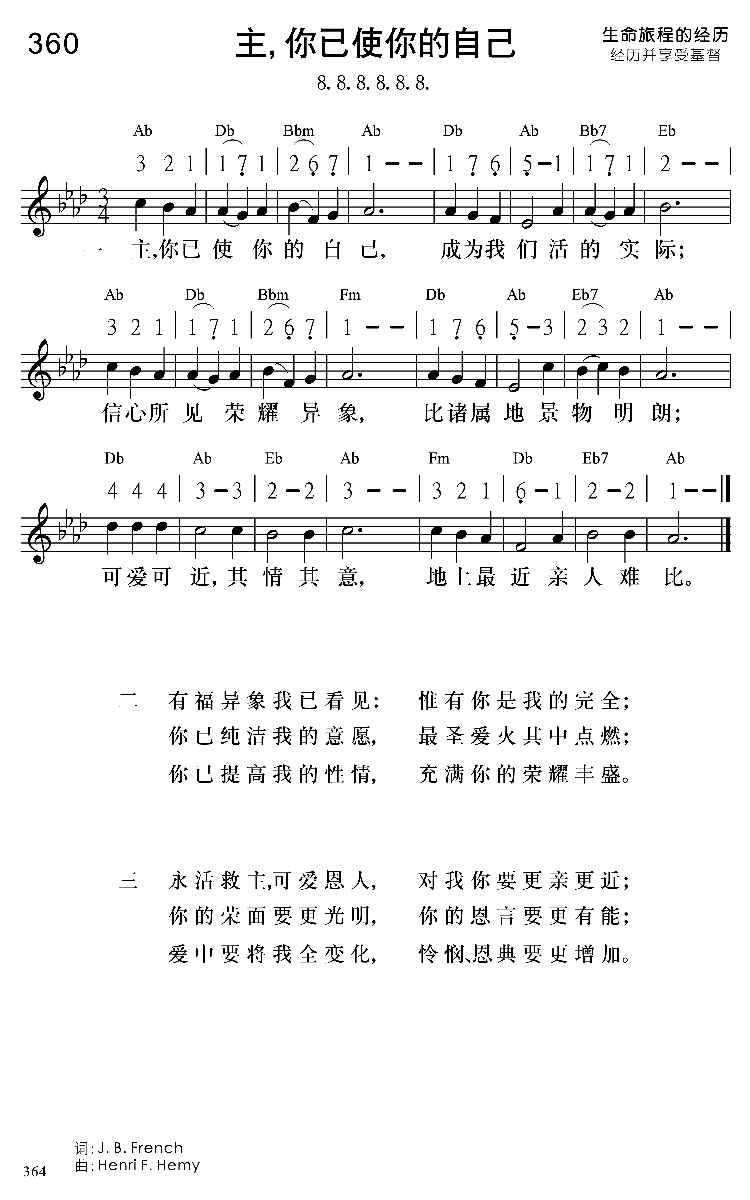 360 主,你已使你的自己 生命旅程的经历
经历并享受基督
8. 8. 8. 8. 8. 8.
Ab Db Bbm Ab Db Ab Bb7 Eb
3 2 1 | 1 7 1 | 2 6 7 | 1 – – | 1 7 6 | 5 – 1 | 1 7 1 | 2 – –
3/4
一 主,你已 使 你 的 自 己, 成为我 们 活 的 实 际;
Ab Db Bbm Fm Db Ab Eb7 Ab
3 2 1 | 1 7 1 | 2 6 7 | 1 – – | 1 7 6 | 5 – 3 | 2 3 2 | 1 – –
信心所 见 荣 耀 异 象, 比诸属 地 景 物 明 朗;
Db Ab Eb Ab Fm Db Eb7 Ab
4 4 4 | 3 – 3 | 2 – 2 | 3 – – | 3 2 1 | 6 – 1 | 2 – 2 | 1 – – ‖
可爱可 近,其 情 其 意, 地上最 近 亲 人 难 比。
二 有福异象我已看见: 惟有你是我的完全;
你已纯洁我的意愿, 最圣爱火其中点燃;
你已提高我的性情, 充满你的荣耀丰盛。
三 永活救主,可爱恩人, 对我你要更亲更近;
你的荣面要更光明, 你的恩言要更有能;
爱中要将我全变化, 怜悯、恩典要更增加。
词: J. B. French
曲: Henri F. Hemy
364